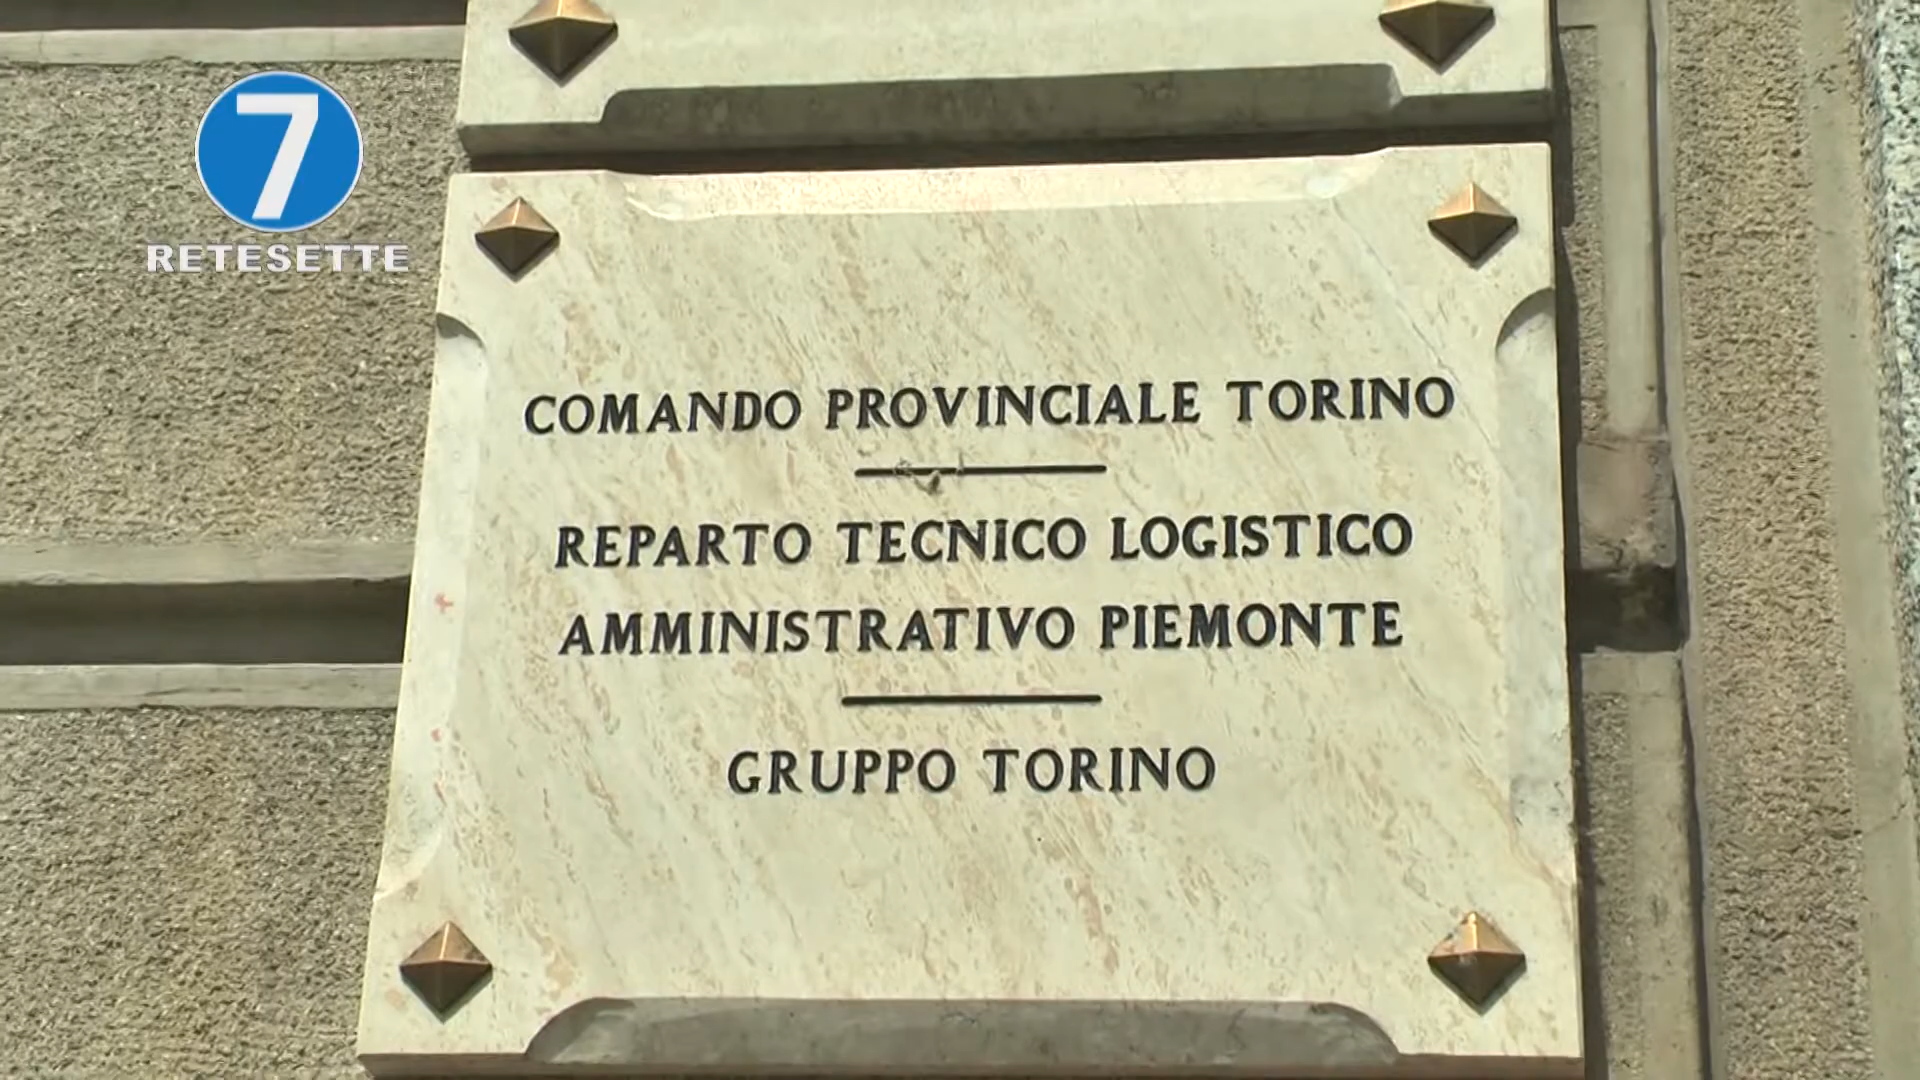 7
RETESETTE
COMANDO PROVINCIALE TORINO
REPARTO TECNICO LOGISTICO
AMMINISTRATIVO PIEMONTE
GRUPPO TORINO